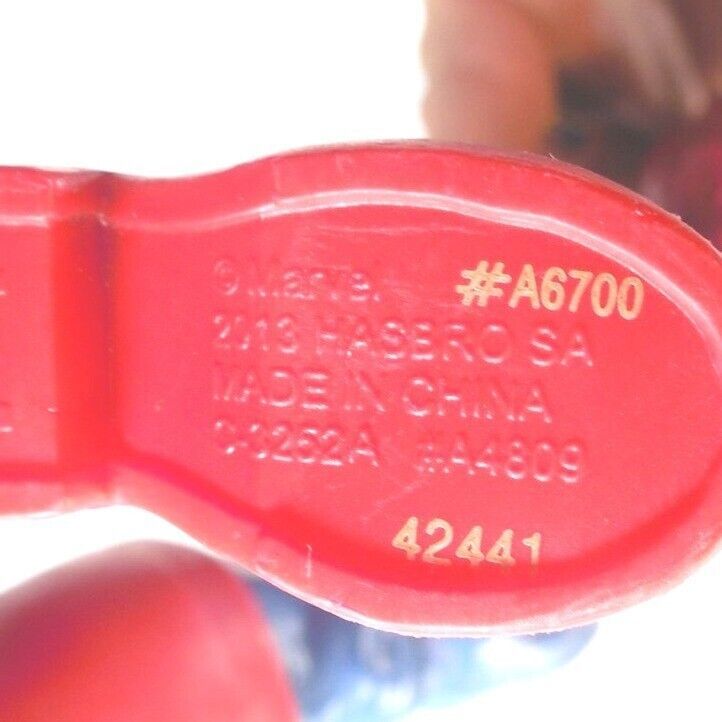 © Marvel #A6700
2013 HASBRO SA
MADE IN CHINA
C-3252A #A4809
42441